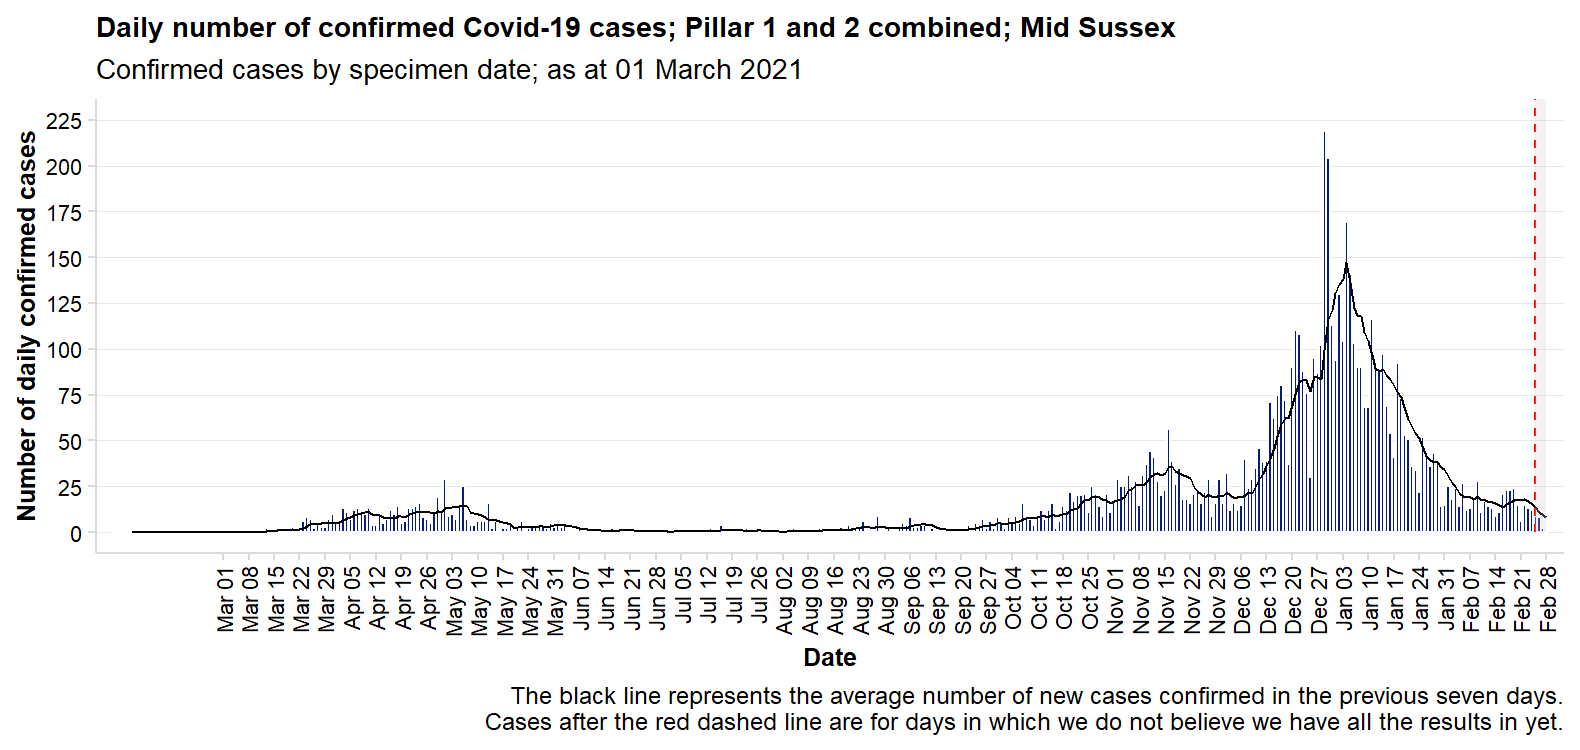 Daily number of confirmed Covid-19 cases; Pillar 1 and 2 combined; Mid Sussex
Confirmed cases by specimen date; as at 01 March 2021
Number of daily confirmed cases
225
200
175
150
125
100
75
50
25
0
Mar 01
Mar 08
Mar 15
Mar 22
Mar 29
Apr 05
Apr 12
Apr 19
Apr 26
May 03
May 10
May 17
May 24
May 31
Jun 07
Jun 14
Jun 21
Jun 28
Jul 05
Jul 12
Jul 19
Jul 26
Aug 02
Aug 09
Aug 16
Aug 23
Aug 30
Sep 06
Sep 13
Sep 20
Sep 27
Oct 04
Oct 11
Oct 18
Oct 25
Nov 01
Nov 08
Nov 15
Nov 22
Nov 29
Dec 06
Dec 13
Dec 20
Dec 27
Jan 03
Jan 10
Jan 17
Jan 24
Jan 31
Feb 07
Feb 14
Feb 21
Feb 28
Date
The black line represents the average number of new cases confirmed in the previous seven days.
Cases after the red dashed line are for days in which we do not believe we have all the results in yet.